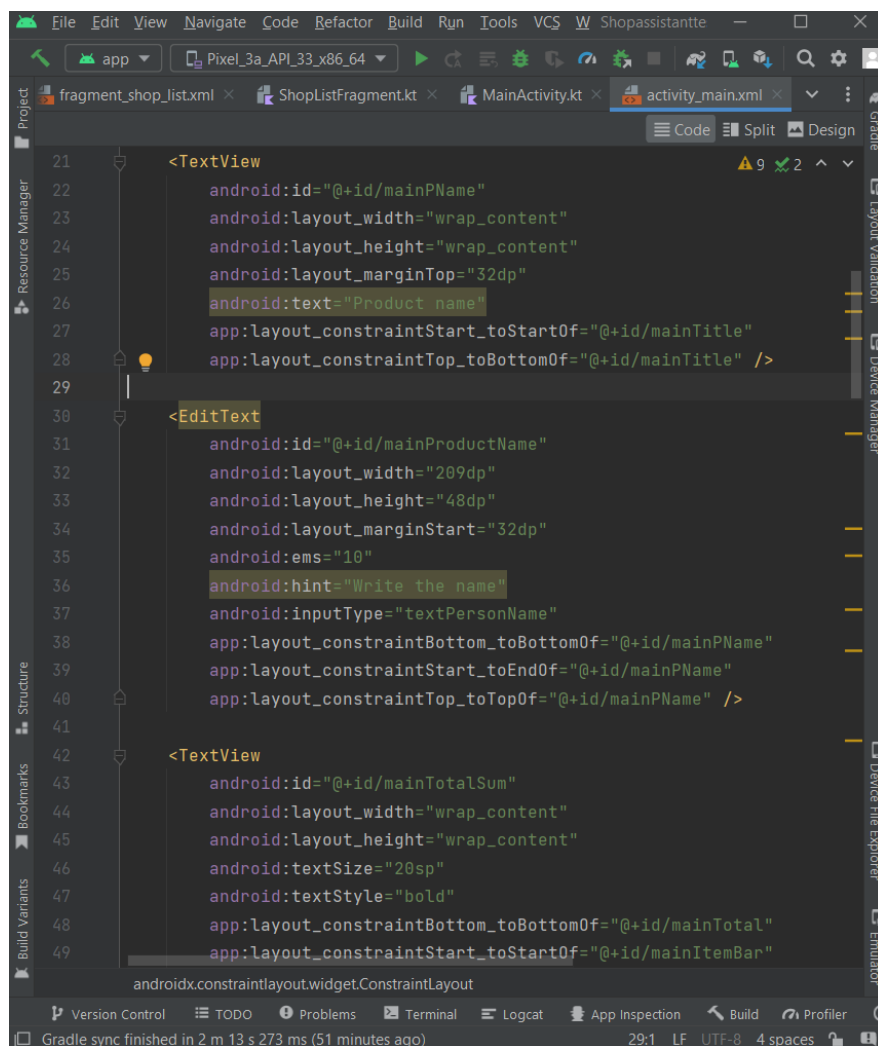 File Edit View Navigate Code Refactor Build Run Tools VCS W Shopassistantte
app Pixel_3a_API_33_x86_64
fragment_shop_list.xml ShopListFragment.kt MainActivity.kt activity_main.xml
Code Split Design
21 <TextView 9 2
22 android:id="@+id/mainPName"
23 android:layout_width="wrap_content"
24 android:layout_height="wrap_content"
25 android:layout_marginTop="32dp"
26 android:text="Product name"
27 app:layout_constraintStart_toStartOf="@+id/mainTitle"
28 app:layout_constraintTop_toBottomOf="@+id/mainTitle" />
29
30 <EditText
31 android:id="@+id/mainProductName"
32 android:layout_width="209dp"
33 android:layout_height="48dp"
34 android:layout_marginStart="32dp"
35 android:ems="10"
36 android:hint="Write the name"
37 android:inputType="textPersonName"
38 app:layout_constraintBottom_toBottomOf="@+id/mainPName"
39 app:layout_constraintStart_toEndOf="@+id/mainPName"
40 app:layout_constraintTop_toTopOf="@+id/mainPName" />
41
42 <TextView
43 android:id="@+id/mainTotalSum"
44 android:layout_width="wrap_content"
45 android:layout_height="wrap_content"
46 android:textSize="20sp"
47 android:textStyle="bold"
48 app:layout_constraintBottom_toBottomOf="@+id/mainTotal"
49 app:layout_constraintStart_toStartOf="@+id/mainItemBar"
androidx.constraintlayout.widget.ConstraintLayout
Version Control TODO Problems Terminal Logcat App Inspection Build Profiler
Gradle sync finished in 2 m 13 s 273 ms (51 minutes ago) 29:1 LF UTF-8 4 spaces
Project
Resource Manager
Structure
Bookmarks
Build Variants
Gradle
Layout Validation
Device Manager
Device File Explorer
Emulator